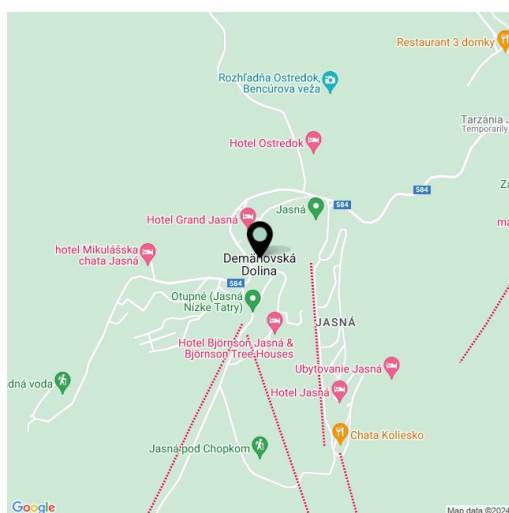 Restaurant 3 domky
Rozhľadňa Ostredok,
Bencúrova veža
Tarzánia J
Temporarily
Hotel Ostredok
584
Za
Jasná
584
Hotel Grand Jasná
ma
hotel Mikulášska
chata Jasná
Demänovská
Dolina
584
Otupné (Jasná
Nízke Tatry)
JASNÁ
Hotel Björnson Jasná &
Björnson Tree Houses
Ubytovanie Jasná
dná voda
Hotel Jasná
Chata Koliesko
Jasná pod Chopkom
Google
Map data ©2024